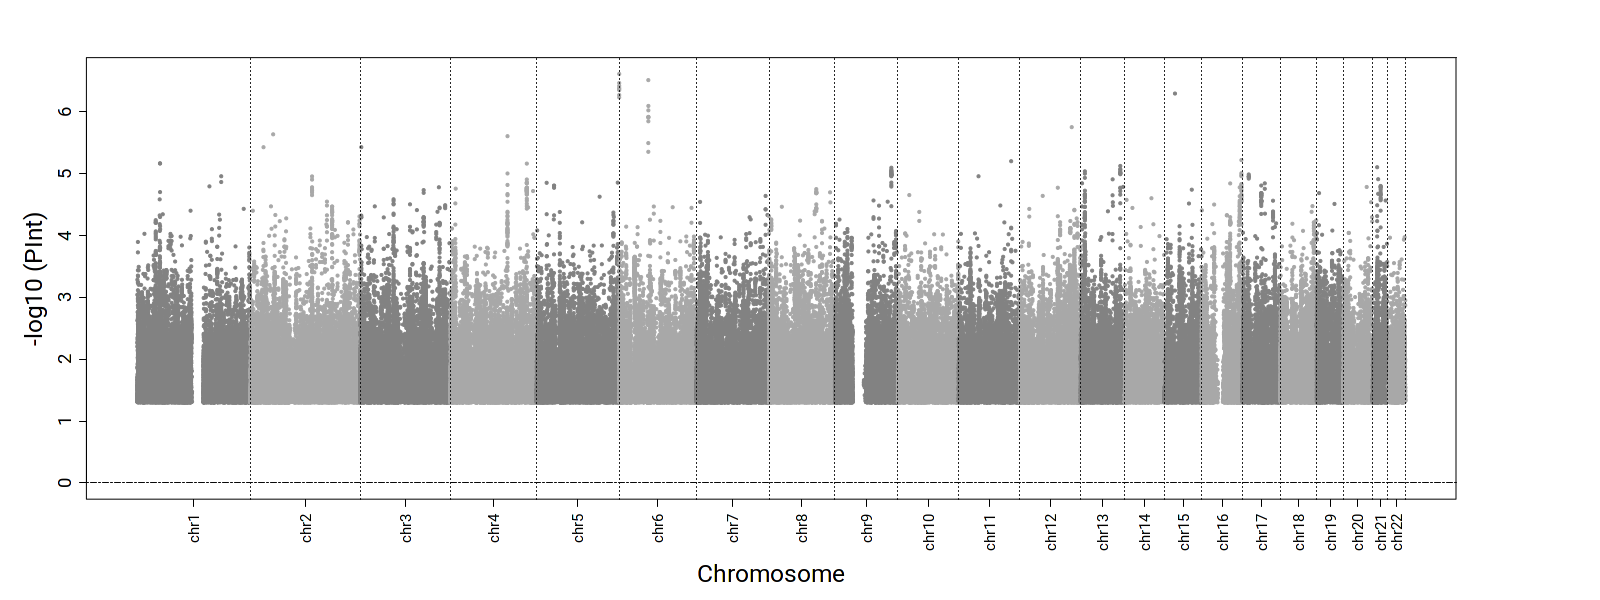 -log10 (PInt)
6
5
4
3
2
1
0
chr1
chr2
chr3
chr4
chr5
chr6
chr7
chr8
chr9
chr10
chr11
chr12
chr13
chr14
chr15
chr16
chr17
chr18
chr19
chr20
chr21
chr22
Chromosome